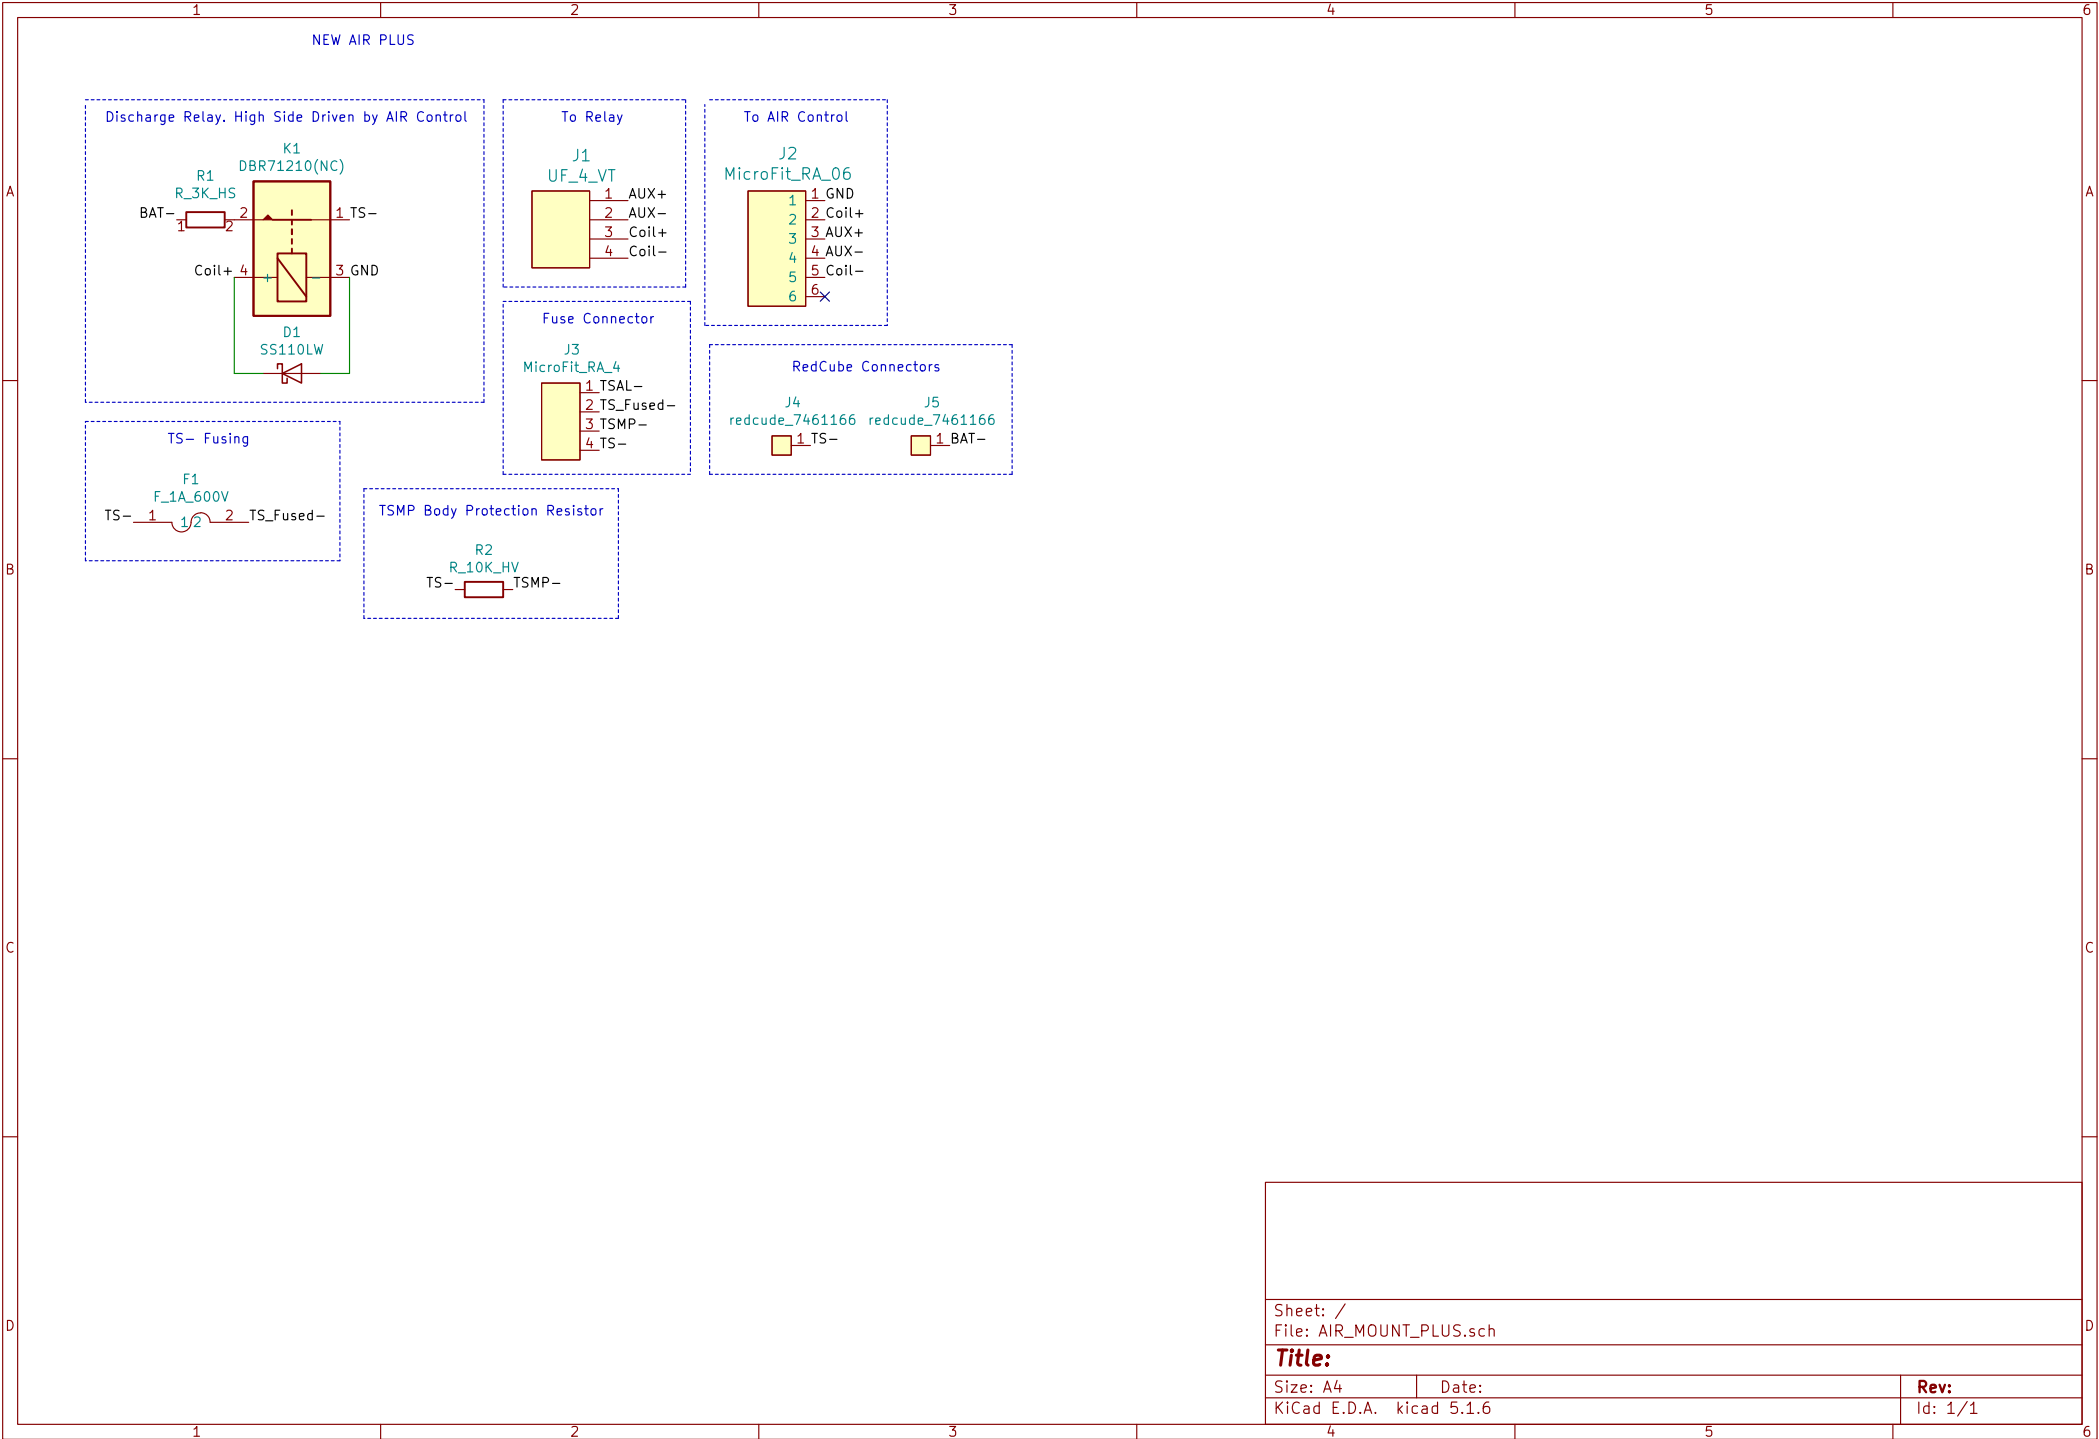 1 2 3 4 5 6
NEW AIR PLUS
Discharge Relay. High Side Driven by AIR Control
K1
DBR71210(NC)
R1
R_3K_HS
BAT-
1
2
2
1
TS-
Coil+
4
+
-
3
GND
D1
SS110LW
To Relay
J1
UF_4_VT
1 AUX+
2 AUX-
3 Coil+
4 Coil-
To AIR Control
J2
MicroFit_RA_06
1 1 GND
2 2 Coil+
3 3 AUX+
4 4 AUX-
5 5 Coil-
6 6
A
A
Fuse Connector
J3
MicroFit_RA_4
1 TSAL-
2 TS_Fused-
3 TSMP-
4 TS-
RedCube Connectors
J4
redcude_7461166
1 TS-
J5
redcude_7461166
1 BAT-
TS- Fusing
F1
F_1A_600V
TS-
1
1 2
2
TS_Fused-
TSMP Body Protection Resistor
R2
R_10K_HV
TS-
TSMP-
B
B
C
C
D
D
Sheet: /
File: AIR_MOUNT_PLUS.sch
Title:
Size: A4
Date:
Rev:
KiCad E.D.A. kicad 5.1.6
Id: 1/1
1 2 3 4 5 6